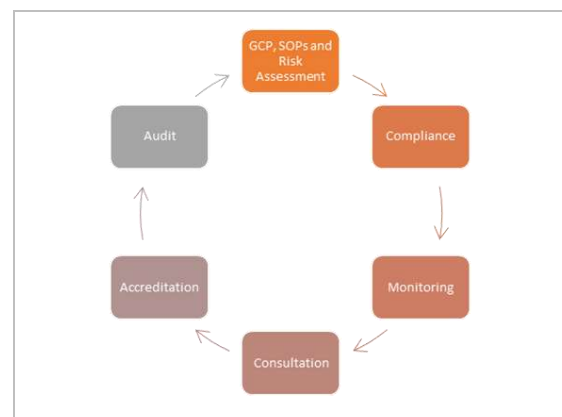 GCP, SOPs and
Risk
Assessment
Compliance
Monitoring
Consultation
Accreditation
Audit